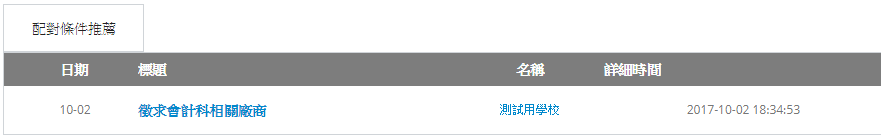 配對條件推薦
日期 標題 名稱 詳細時間
10-02 徵求會計科相關廠商 測試用學校 2017-10-02 18:34:53